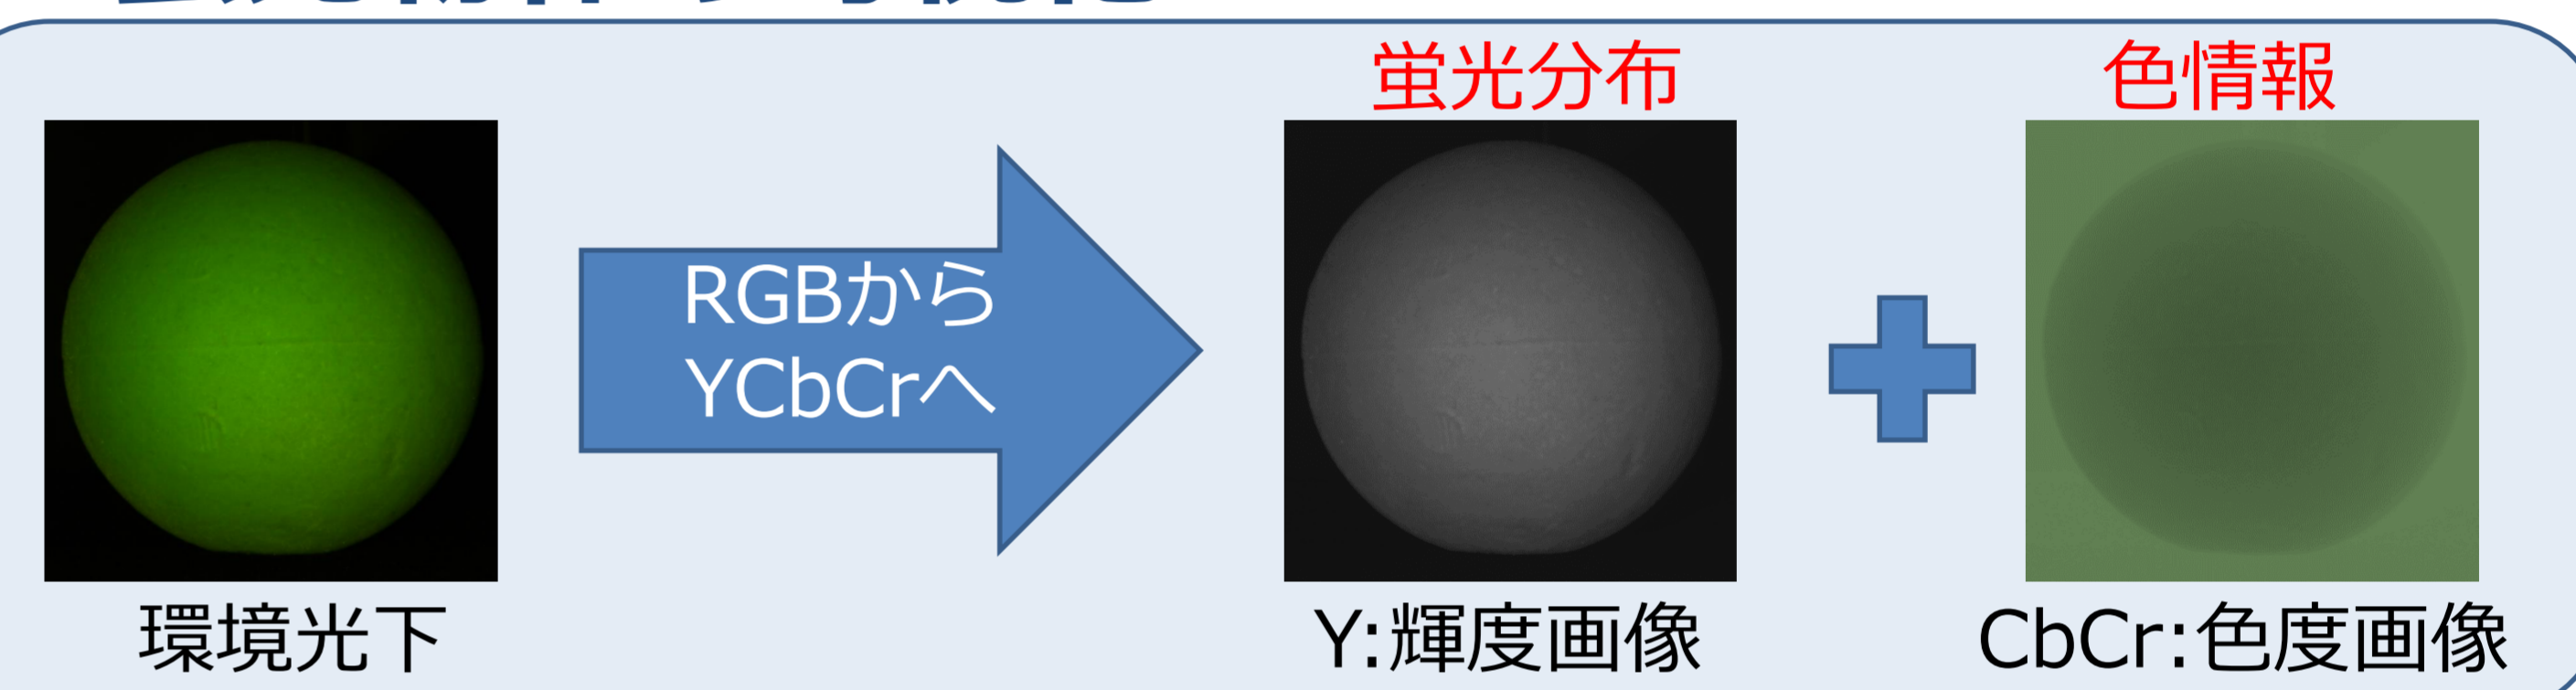 蛍光分布
色情報
RGBから
YCbCrへ
環境光下
Y:輝度画像
CbCr:色度画像